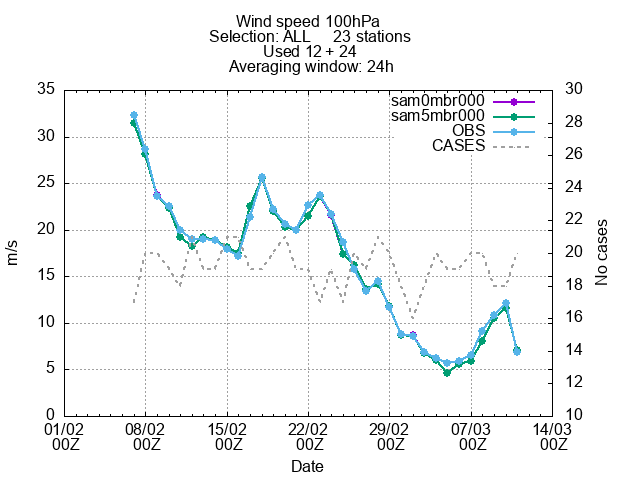 Wind speed 100hPa
Selection: ALL 23 stations
Used 12 + 24
Averaging window: 24h
35 30
sam0mbr000
sam5mbr000
OBS
CASES
30 28
26
25 24
22
20 20
15 18
16
10 14
5 12
0 10
m/s
No cases
01/02 08/02 15/02 22/02 29/02 07/03 14/03
00Z 00Z 00Z 00Z 00Z 00Z 00Z
Date